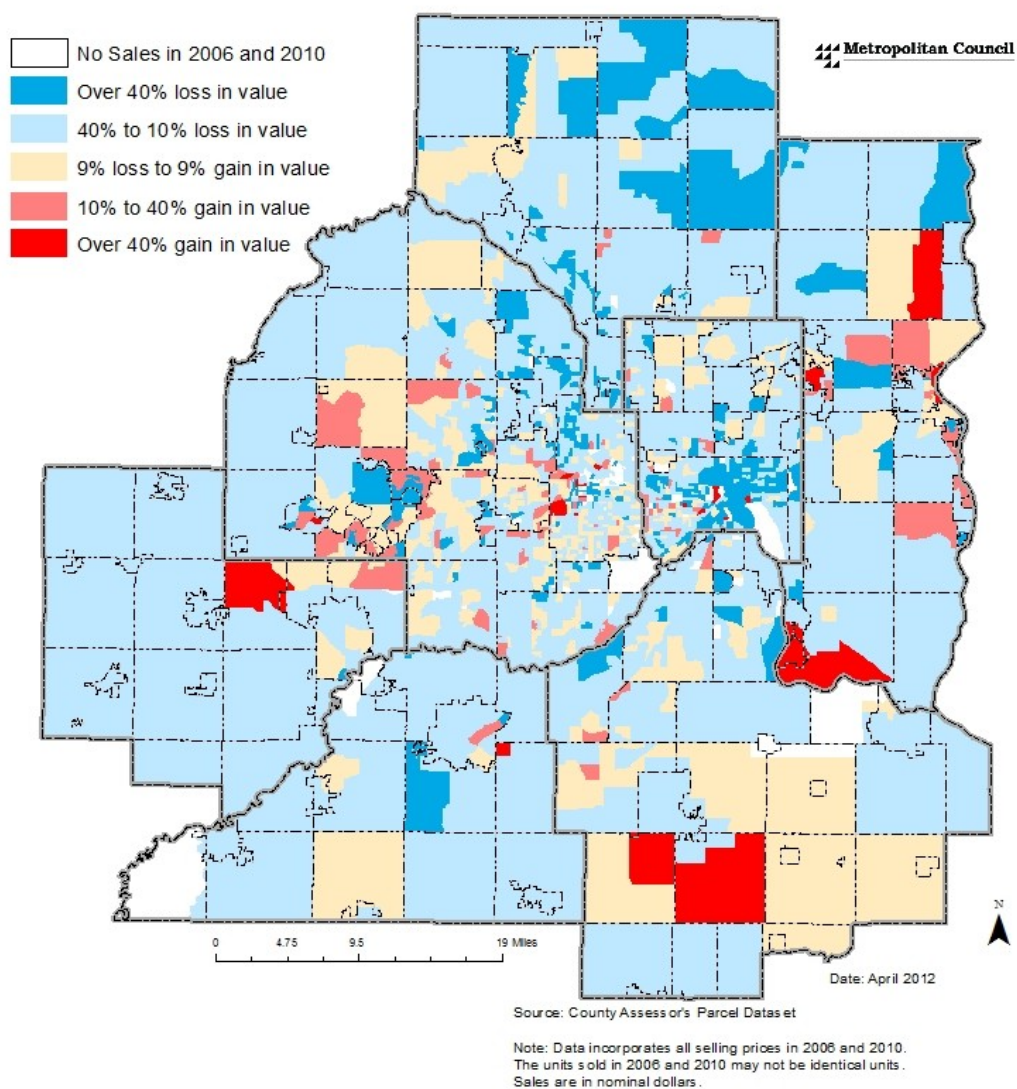 No Sales in 2006 and 2010
Over 40% loss in value
40% to 10% loss in value
9% loss to 9% gain in value
10% to 40% gain in value
Over 40% gain in value
Metropolitan Council
N
0 4.75 9.5 19 Miles
Date: April 2012
Source: County Assessor's Parcel Dataset
Note: Data incorporates all selling prices in 2006 and 2010.
The units sold in 2006 and 2010 may not be identical units.
Sales are in nominal dollars.